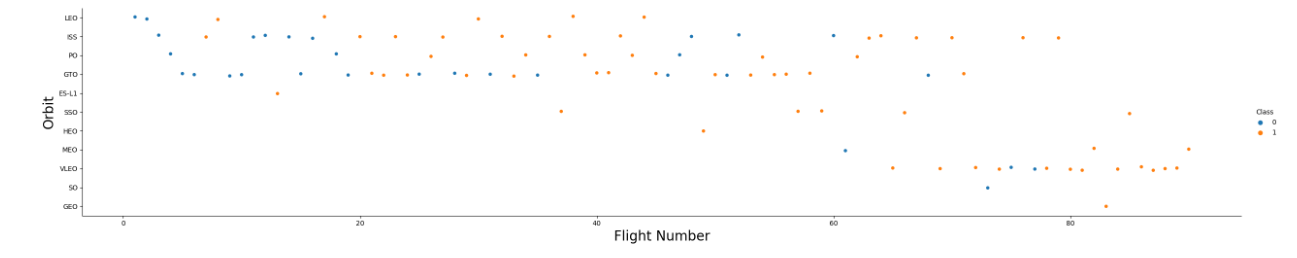 LEO
ISS
PO
GTO
ES-L1
SSO
HEO
MEO
VLEO
SO
GEO
Orbit
0
20
40
60
80
Flight Number
Class
0
1